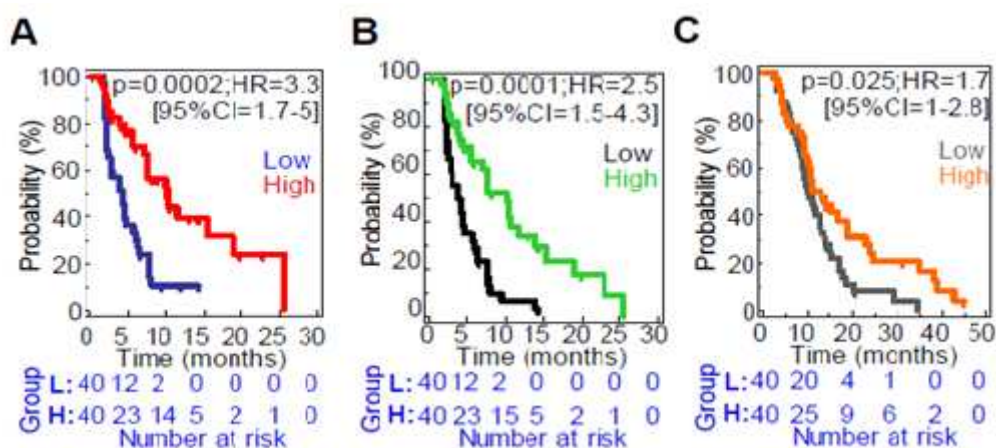 A
p=0.0002;HR=3.3
[95%CI=1.7-5]
Low
High
Probability (%)
100
80
60
40
20
0
0 5 10 15 20 25 30
Time (months)
Group
L: 40 12 2 0 0 0 0
H: 40 23 14 5 2 1 0
Number at risk
B
p=0.0001;HR=2.5
[95%CI=1.5-4.3]
Low
High
Probability (%)
100
80
60
40
20
0
0 5 10 15 20 25 30
Time (months)
L:40 12 2 0 0 0 0
H:40 23 15 5 2 1 0
Number at risk
C
p=0.025;HR=1.7
[95%CI=1-2.8]
Low
High
Probability (%)
100
80
60
40
20
0
0 10 20 30 40 50
Time (months)
Group
L:40 20 4 1 0 0
H:40 25 9 6 2 0
Number at risk